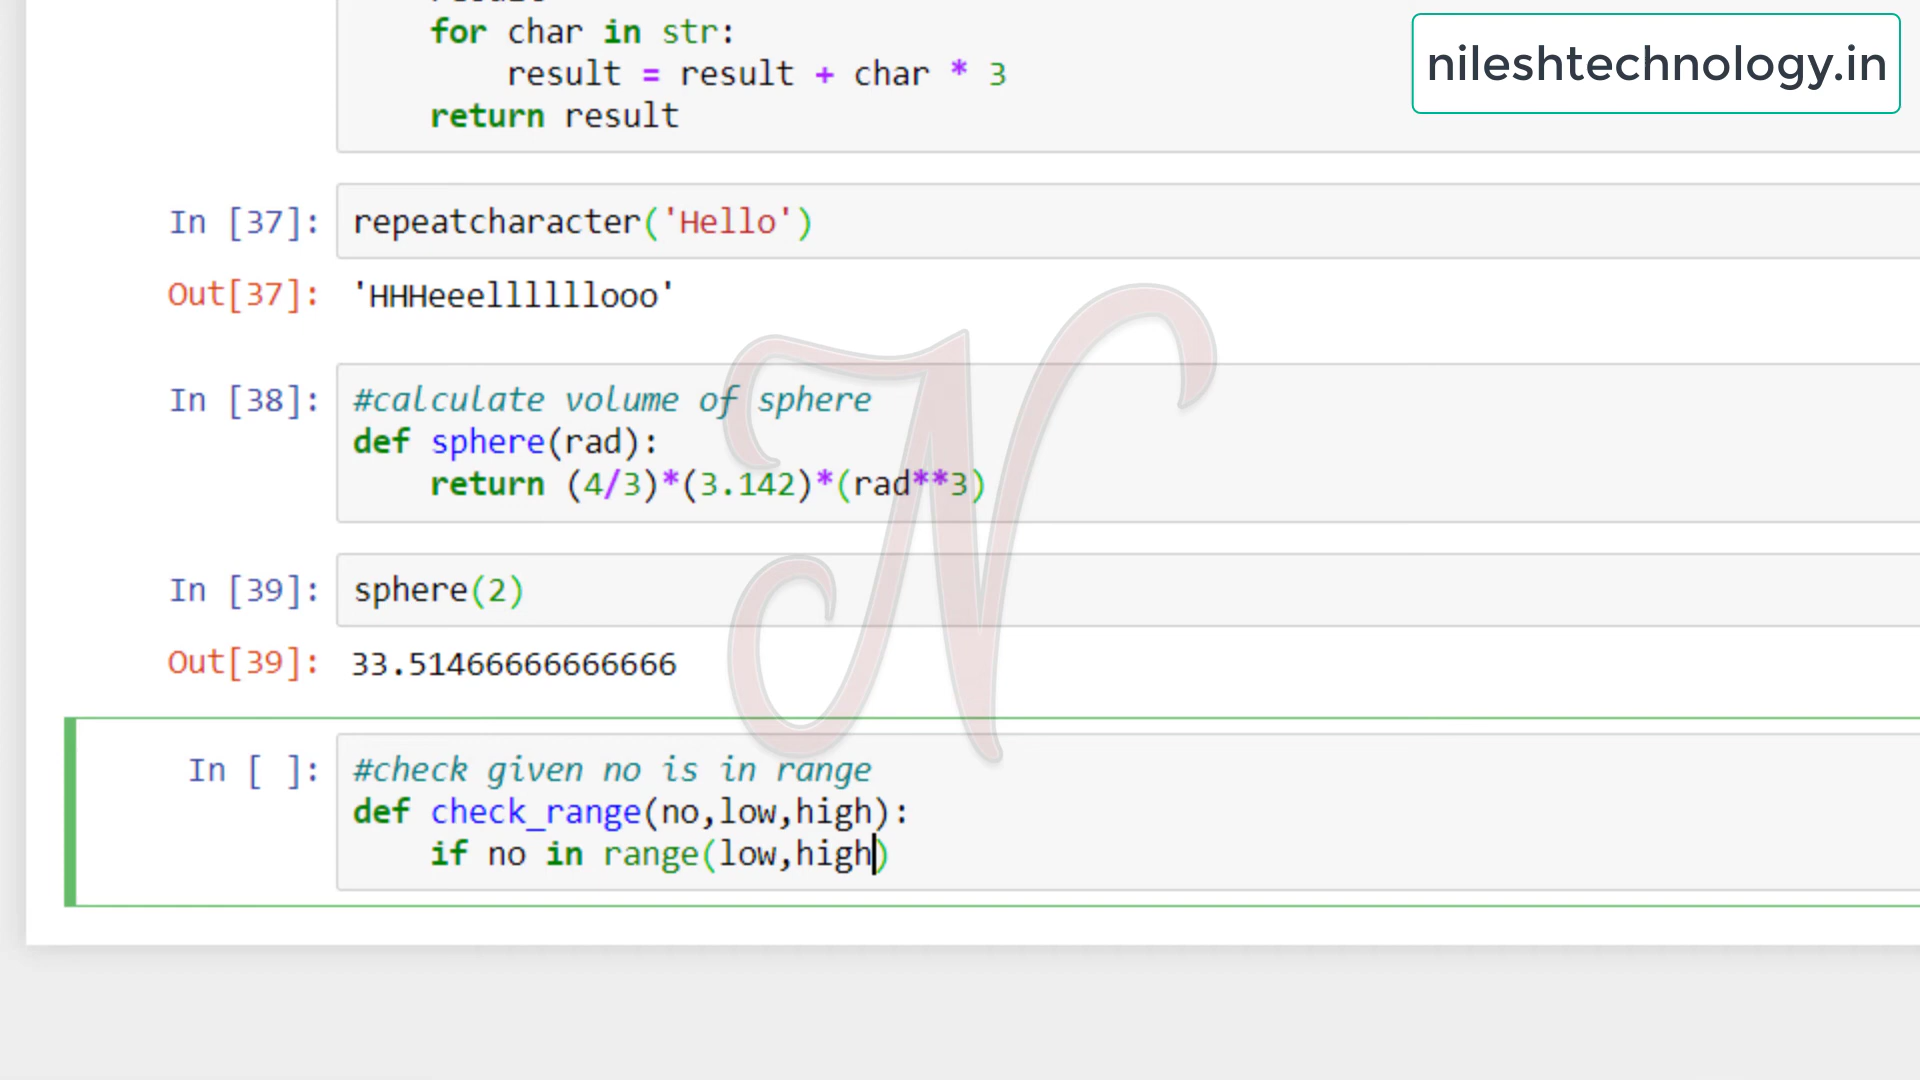 for char in str:
result = result + char * 3
return result
nileshtechnology.in
In [37]: repeatcharacter('Hello')
Out[37]: 'HHHeeellllllooo'
In [38]: #calculate volume of sphere
def sphere(rad):
return (4/3)*(3.142)*(rad**3)
In [39]: sphere(2)
Out[39]: 33.51466666666666
In [ ]: #check given no is in range
def check_range(no,low,high):
if no in range(low,high)
N